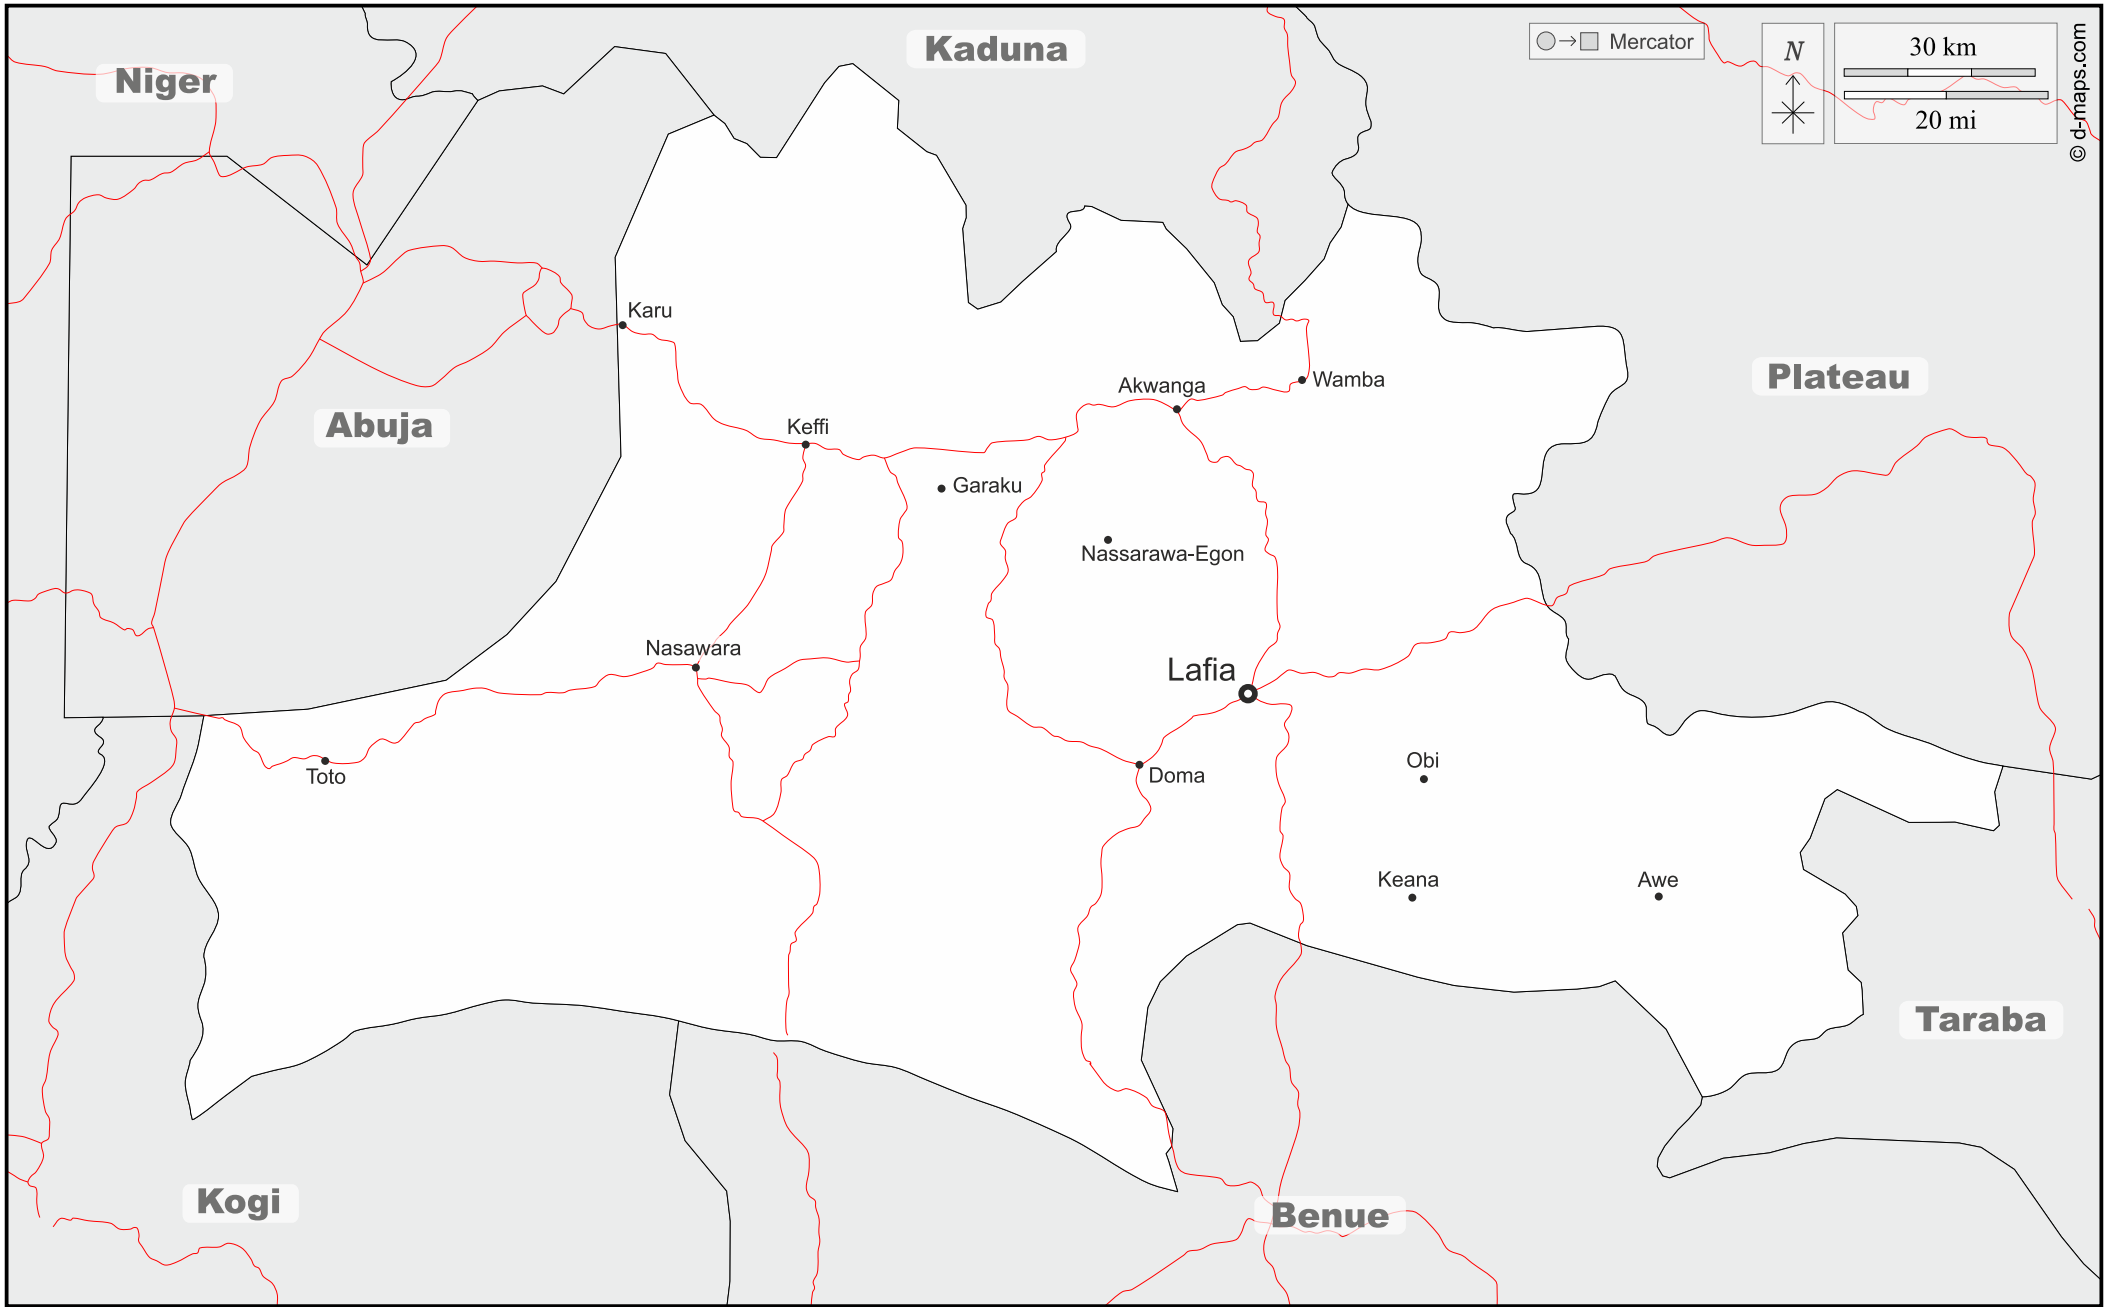 Niger
Kaduna
Mercator
N
30 km
20 mi
© d-maps.com
Karu
Plateau
Wamba
Akwanga
Abuja
Keffi
Garaku
Nassarawa-Egon
Nasawara
Lafia
Toto
Doma
Obi
Keana
Awe
Taraba
Kogi
Benue